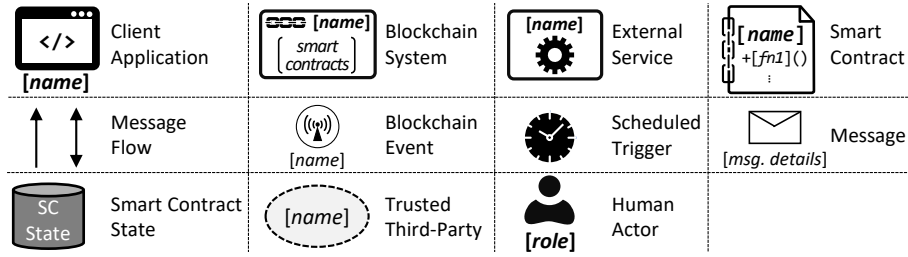 </>
[name]
Client
Application
[name]
smart
contracts
Blockchain
System
[name]
External
Service
[name]
+[fn1]()
⋮
Smart
Contract
Message
Flow
[name]
Blockchain
Event
Scheduled
Trigger
[msg. details]
Message
SC
State
Smart Contract
State
[name]
Trusted
Third-Party
[role]
Human
Actor